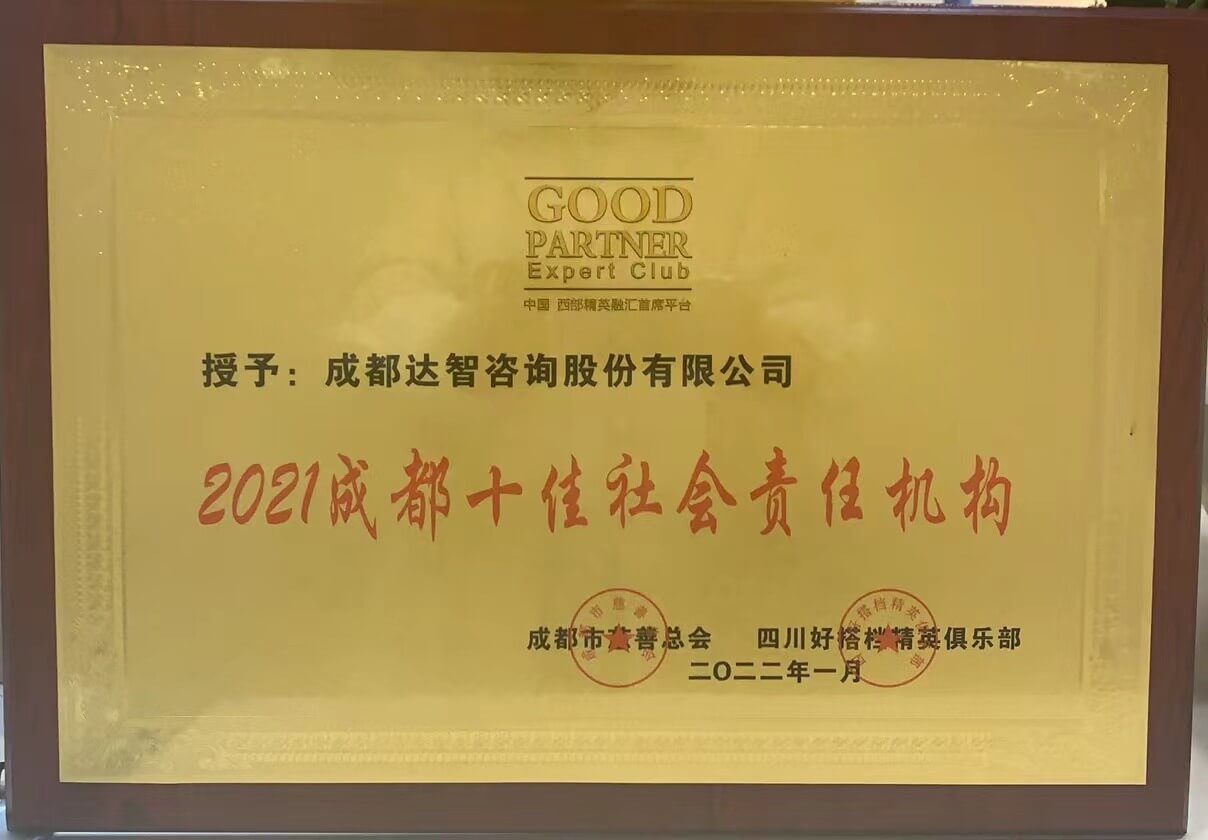 GOOD
PARTNER
Expert Club
中国 西部精英融汇首席平台
授予：成都达智咨询股份有限公司
2021成都十佳社会责任机构
成都市慈善总会 四川好搭档精英俱乐部
二〇二二年一月